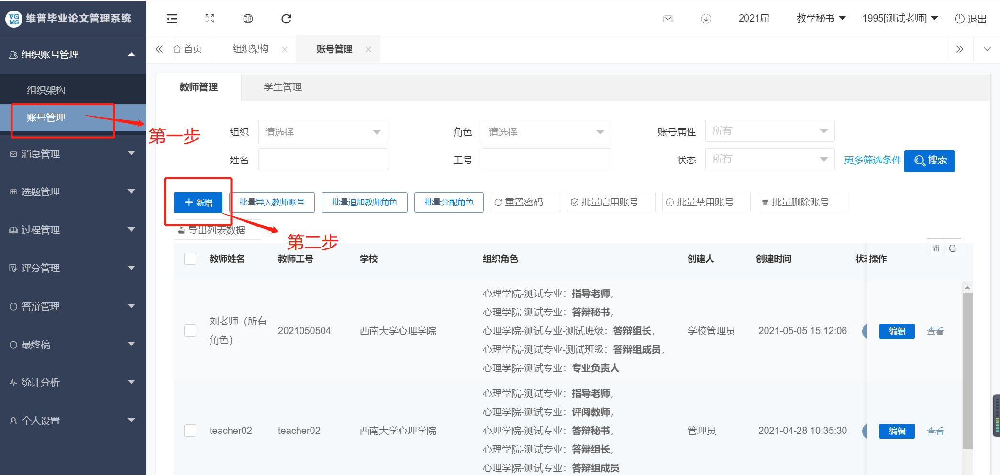 VG
MS
维普毕业论文管理系统
2021届
教学秘书
1995[测试老师]
退出
首页
组织架构
账号管理
组织账号管理
组织架构
账号管理
消息管理
选题管理
过程管理
评分管理
答辩管理
最终稿
统计分析
个人设置
第一步
教师管理
学生管理
组织
请选择
角色
请选择
账号属性
所有
姓名
工号
状态
所有
更多筛选条件
搜索
新增
批量导入教师账号
批量追加教师角色
批量分配角色
重置密码
批量启用账号
批量禁用账号
批量删除账号
导出列表数据
第二步
教师姓名
教师工号
学校
组织角色
创建人
创建时间
操作
刘老师（所有
角色）
2021050504
西南大学心理学院
心理学院-测试专业：指导老师,
心理学院-测试专业：答辩秘书,
心理学院-测试专业-测试班级：答辩组长,
心理学院-测试专业-测试班级：答辩组成员,
心理学院-测试专业：专业负责人
学校管理员
2021-05-05 15:12:06
编辑
查看
teacher02
teacher02
西南大学心理学院
心理学院-测试专业：指导老师,
心理学院-测试专业：评阅教师,
心理学院-测试专业：答辩秘书,
心理学院-测试专业：答辩组长,
心理学院-测试专业：答辩组成员
管理员
2021-04-28 10:35:30
编辑
查看